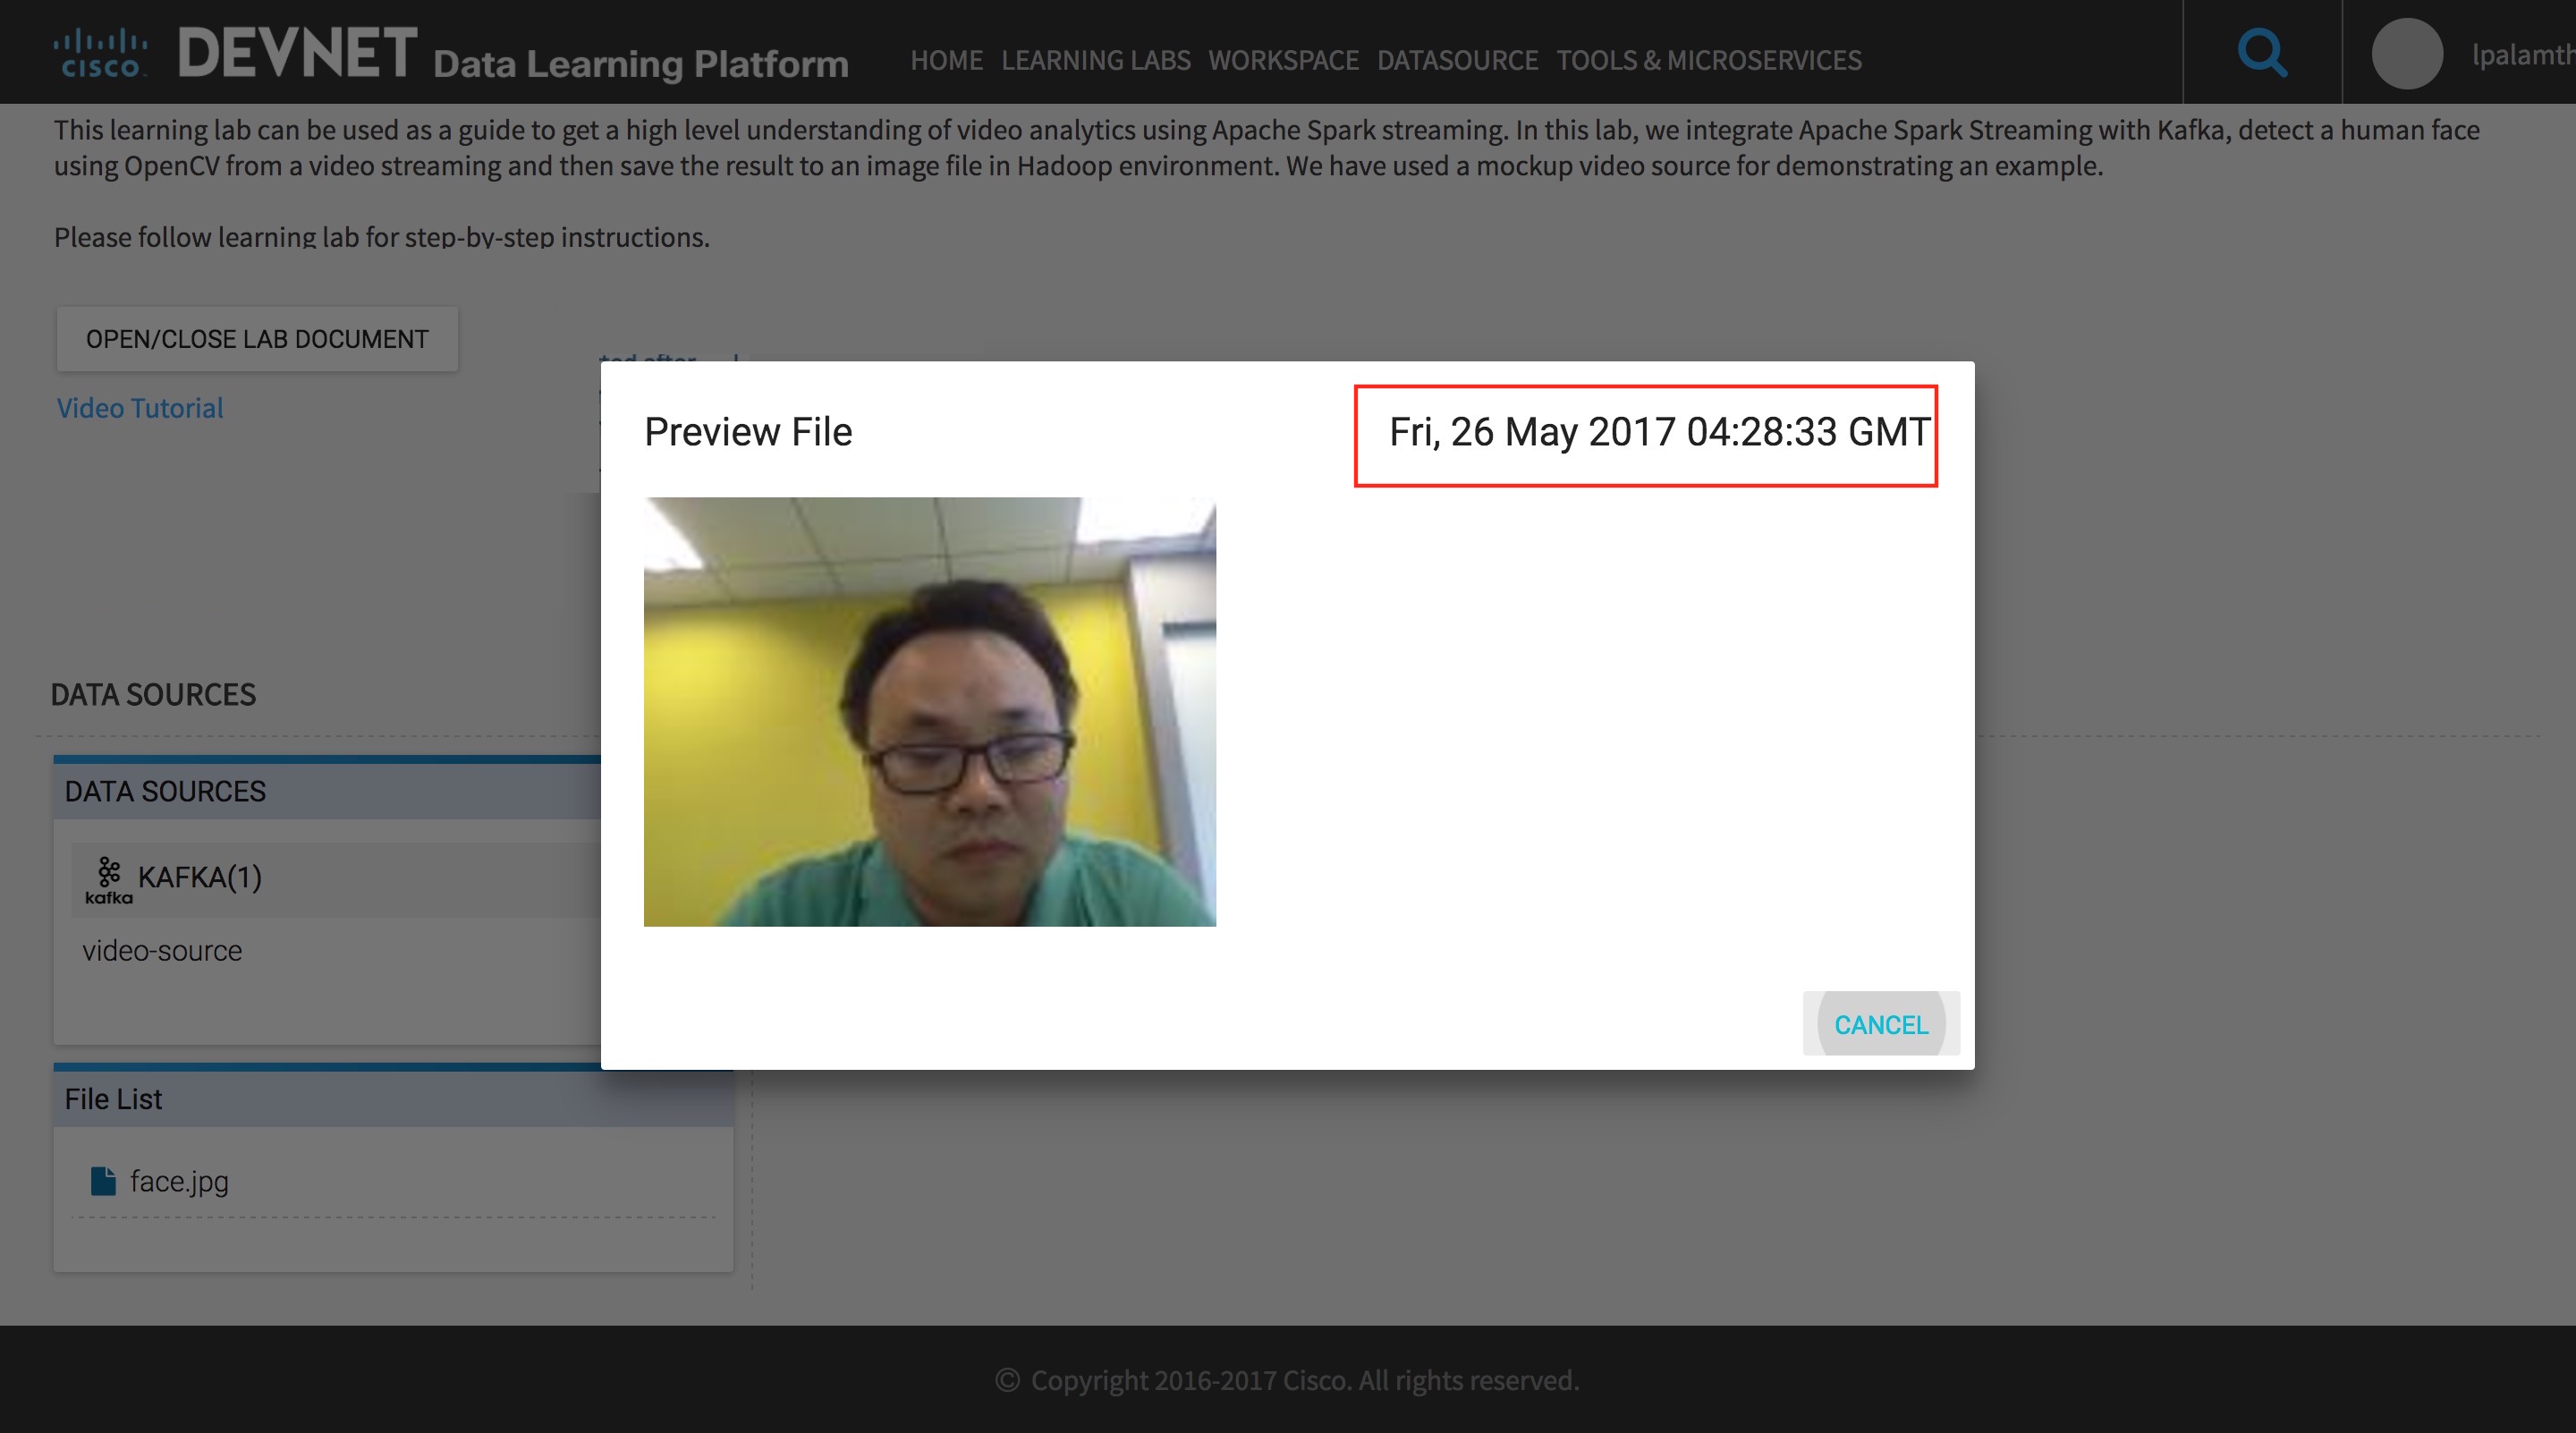 CISCO DEVNET Data Learning Platform HOME LEARNING LABS WORKSPACE DATASOURCE TOOLS & MICROSERVICES lpalamth
This learning lab can be used as a guide to get a high level understanding of video analytics using Apache Spark streaming. In this lab, we integrate Apache Spark Streaming with Kafka, detect a human face
using OpenCV from a video streaming and then save the result to an image file in Hadoop environment. We have used a mockup video source for demonstrating an example.
Please follow learning lab for step-by-step instructions.
OPEN/CLOSE LAB DOCUMENT
Video Tutorial
Preview File
Fri, 26 May 2017 04:28:33 GMT
CANCEL
DATA SOURCES
DATA SOURCES
kafka KAFKA(1)
video-source
File List
face.jpg
© Copyright 2016-2017 Cisco. All rights reserved.